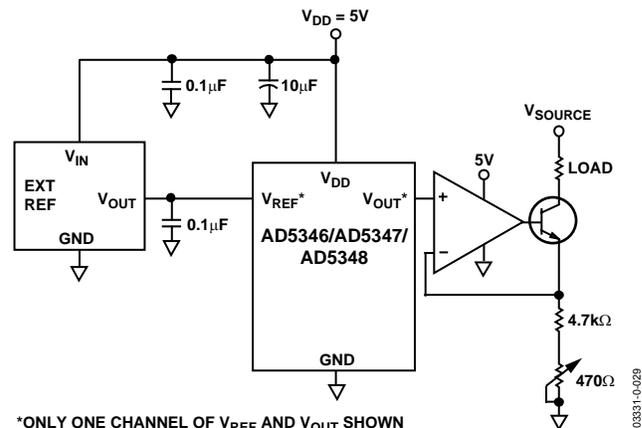 V_DD = 5V
0.1μF
10μF
V_SOURCE
LOAD
5V
V_IN
EXT
REF
V_OUT
GND
0.1μF
V_REF*
V_DD
V_OUT*
AD5346/AD5347/
AD5348
GND
+
–
4.7kΩ
470Ω
*ONLY ONE CHANNEL OF V_REF AND V_OUT SHOWN
03331-0-029